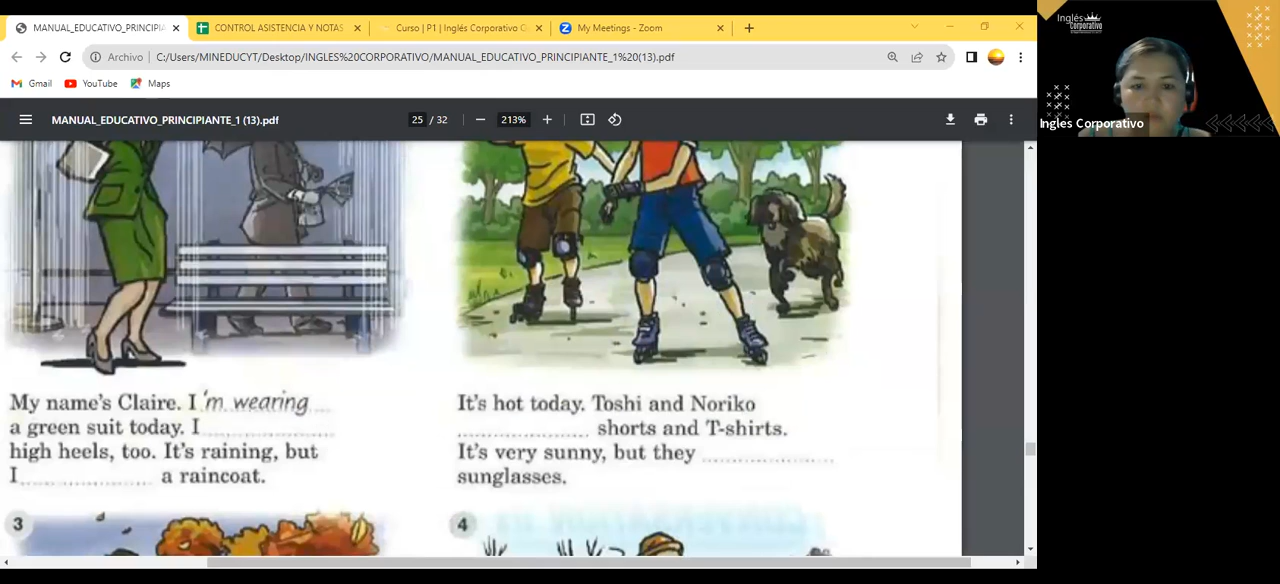 MANUAL_EDUCATIVO_PRINCIPIA
CONTROL ASISTENCIA Y NOTAS
Curso | P1 | Inglés Corporativo C
My Meetings - Zoom
Archivo
C:/Users/MINEDUCYT/Desktop/INGLES%20CORPORATIVO/MANUAL_EDUCATIVO_PRINCIPIANTE_1%20(13).pdf
Gmail
YouTube
Maps
MANUAL_EDUCATIVO_PRINCIPIANTE_1 (13).pdf
25 / 32
213%
Inglés
Corporativo
Ingles Corporativo
My name's Claire. I 'm wearing
a green suit today. I
high heels, too. It's raining, but
I a raincoat.
It's hot today. Toshi and Noriko
shorts and T-shirts.
It's very sunny, but they
sunglasses.
3
4